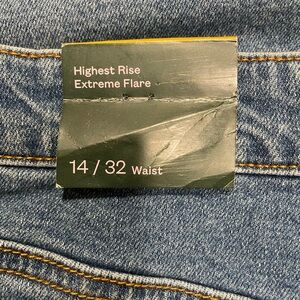 Highest Rise
Extreme Flare
14 / 32 Waist